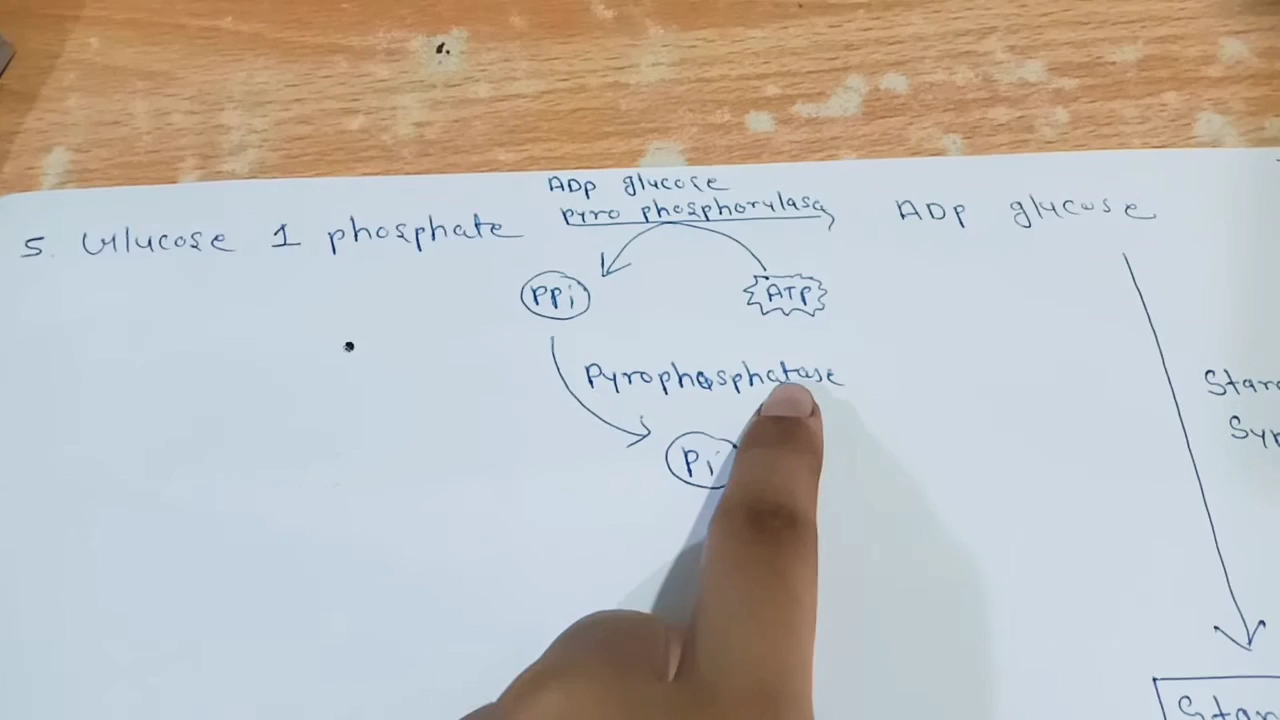 ADP glucose
pyro phosphorylase
5. Glucose 1 phosphate
ADP glucose
PPi
ATP
Pyrophosphatase
Pi